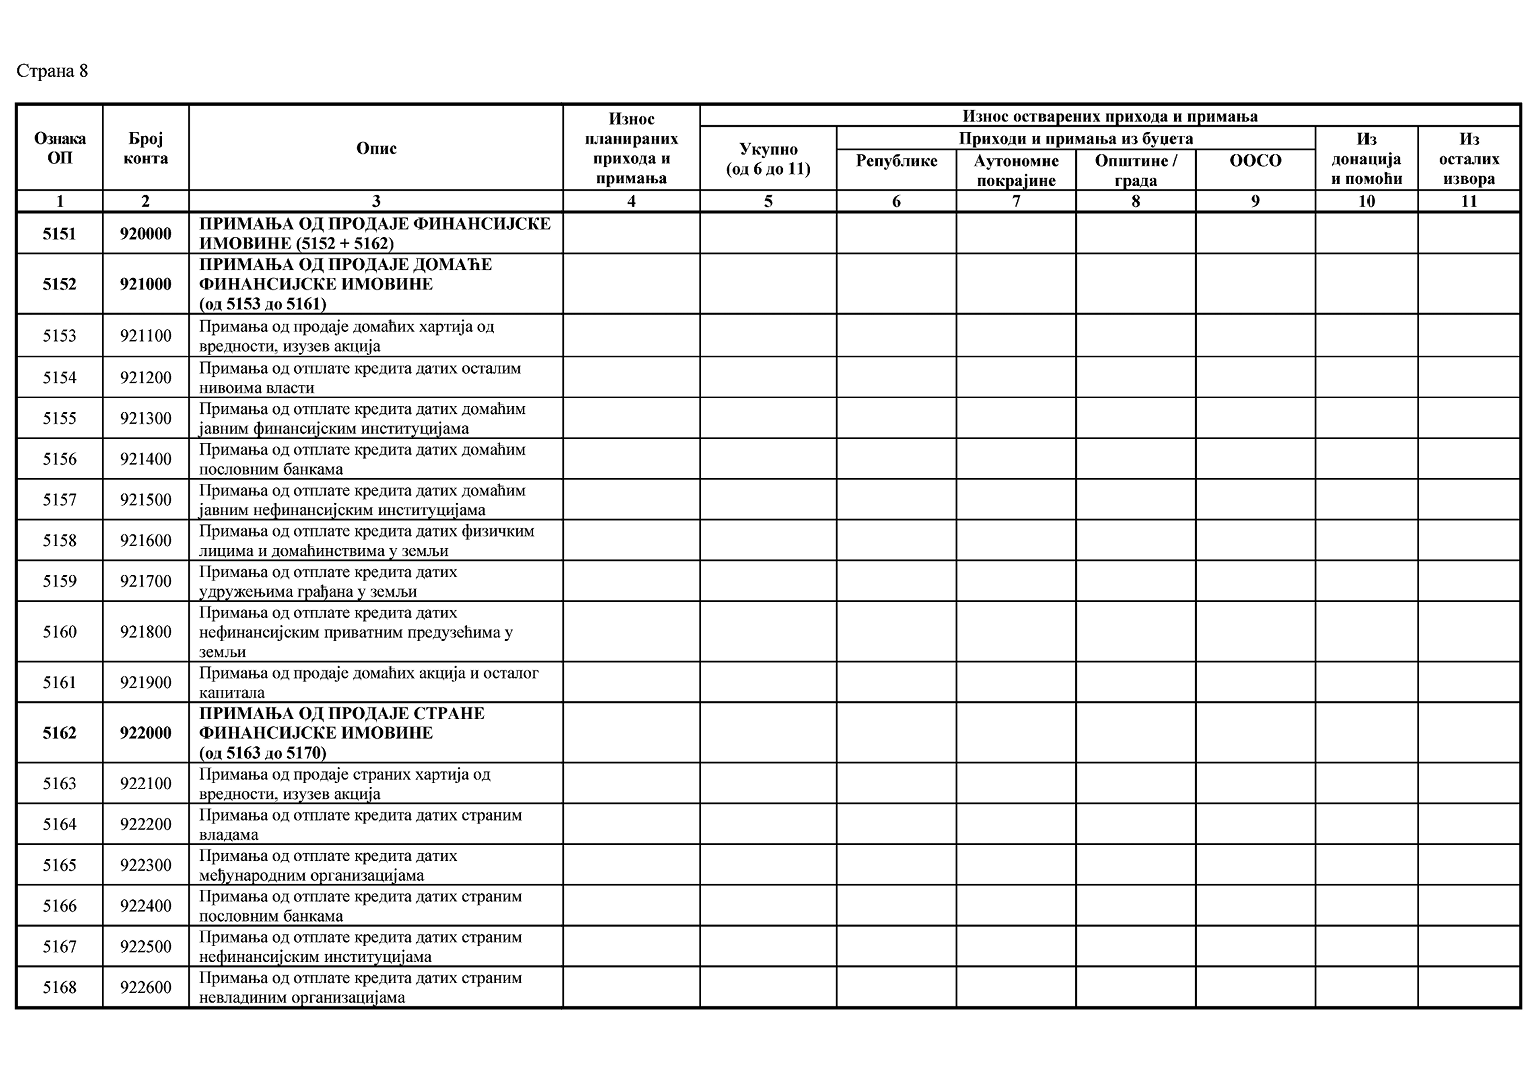 Страна 8
Ознака ОП
Број конта
Опис
Износ планираних прихода и примања
Износ остварених прихода и примања
Укупно (од 6 до 11)
Приходи и примања из буџета
Из донација и помоћи
Из осталих извора
Републике
Аутономне покрајине
Општине / града
ООСО
1 2 3 4 5 6 7 8 9 10 11
5151 920000 ПРИМАЊА ОД ПРОДАЈЕ ФИНАНСИЈСКЕ
ИМОВИНЕ (5152 + 5162)
5152 921000 ПРИМАЊА ОД ПРОДАЈЕ ДОМАЋЕ
ФИНАНСИЈСКЕ ИМОВИНЕ
(од 5153 до 5161)
5153 921100 Примања од продаје домаћих хартија од
вредности, изузев акција
5154 921200 Примања од отплате кредита датих осталим
нивоима власти
5155 921300 Примања од отплате кредита датих домаћим
јавним финансијским институцијама
5156 921400 Примања од отплате кредита датих домаћим
пословним банкама
5157 921500 Примања од отплате кредита датих домаћим
јавним нефинансијским институцијама
5158 921600 Примања од отплате кредита датих физичким
лицима и домаћинствима у земљи
5159 921700 Примања од отплате кредита датих
удружењима грађана у земљи
5160 921800 Примања од отплате кредита датих
нефинансијским приватним предузећима у
земљи
5161 921900 Примања од продаје домаћих акција и осталог
капитала
5162 922000 ПРИМАЊА ОД ПРОДАЈЕ СТРАНЕ
ФИНАНСИЈСКЕ ИМОВИНЕ
(од 5163 до 5170)
5163 922100 Примања од продаје страних хартија од
вредности, изузев акција
5164 922200 Примања од отплате кредита датих страним
владама
5165 922300 Примања од отплате кредита датих
међународним организацијама
5166 922400 Примања од отплате кредита датих страним
пословним банкама
5167 922500 Примања од отплате кредита датих страним
нефинансијским институцијама
5168 922600 Примања од отплате кредита датих страним
невладиним организацијама